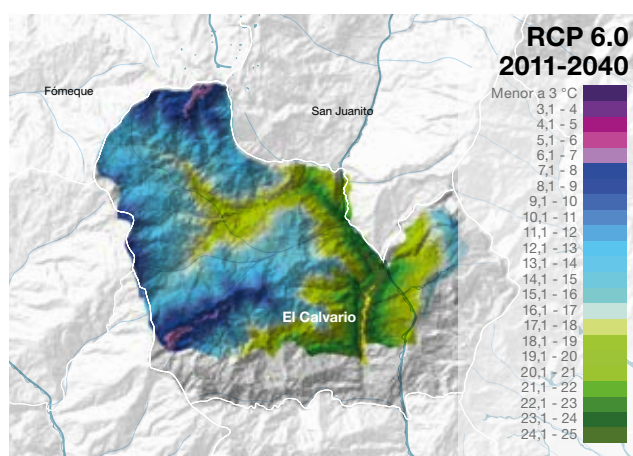 RCP 6.0
2011-2040
Fómeque
San Juanito
El Calvario
Menor a 3 °C
3,1 - 4
4,1 - 5
5,1 - 6
6,1 - 7
7,1 - 8
8,1 - 9
9,1 - 10
10,1 - 11
11,1 - 12
12,1 - 13
13,1 - 14
14,1 - 15
15,1 - 16
16,1 - 17
17,1 - 18
18,1 - 19
19,1 - 20
20,1 - 21
21,1 - 22
22,1 - 23
23,1 - 24
24,1 - 25